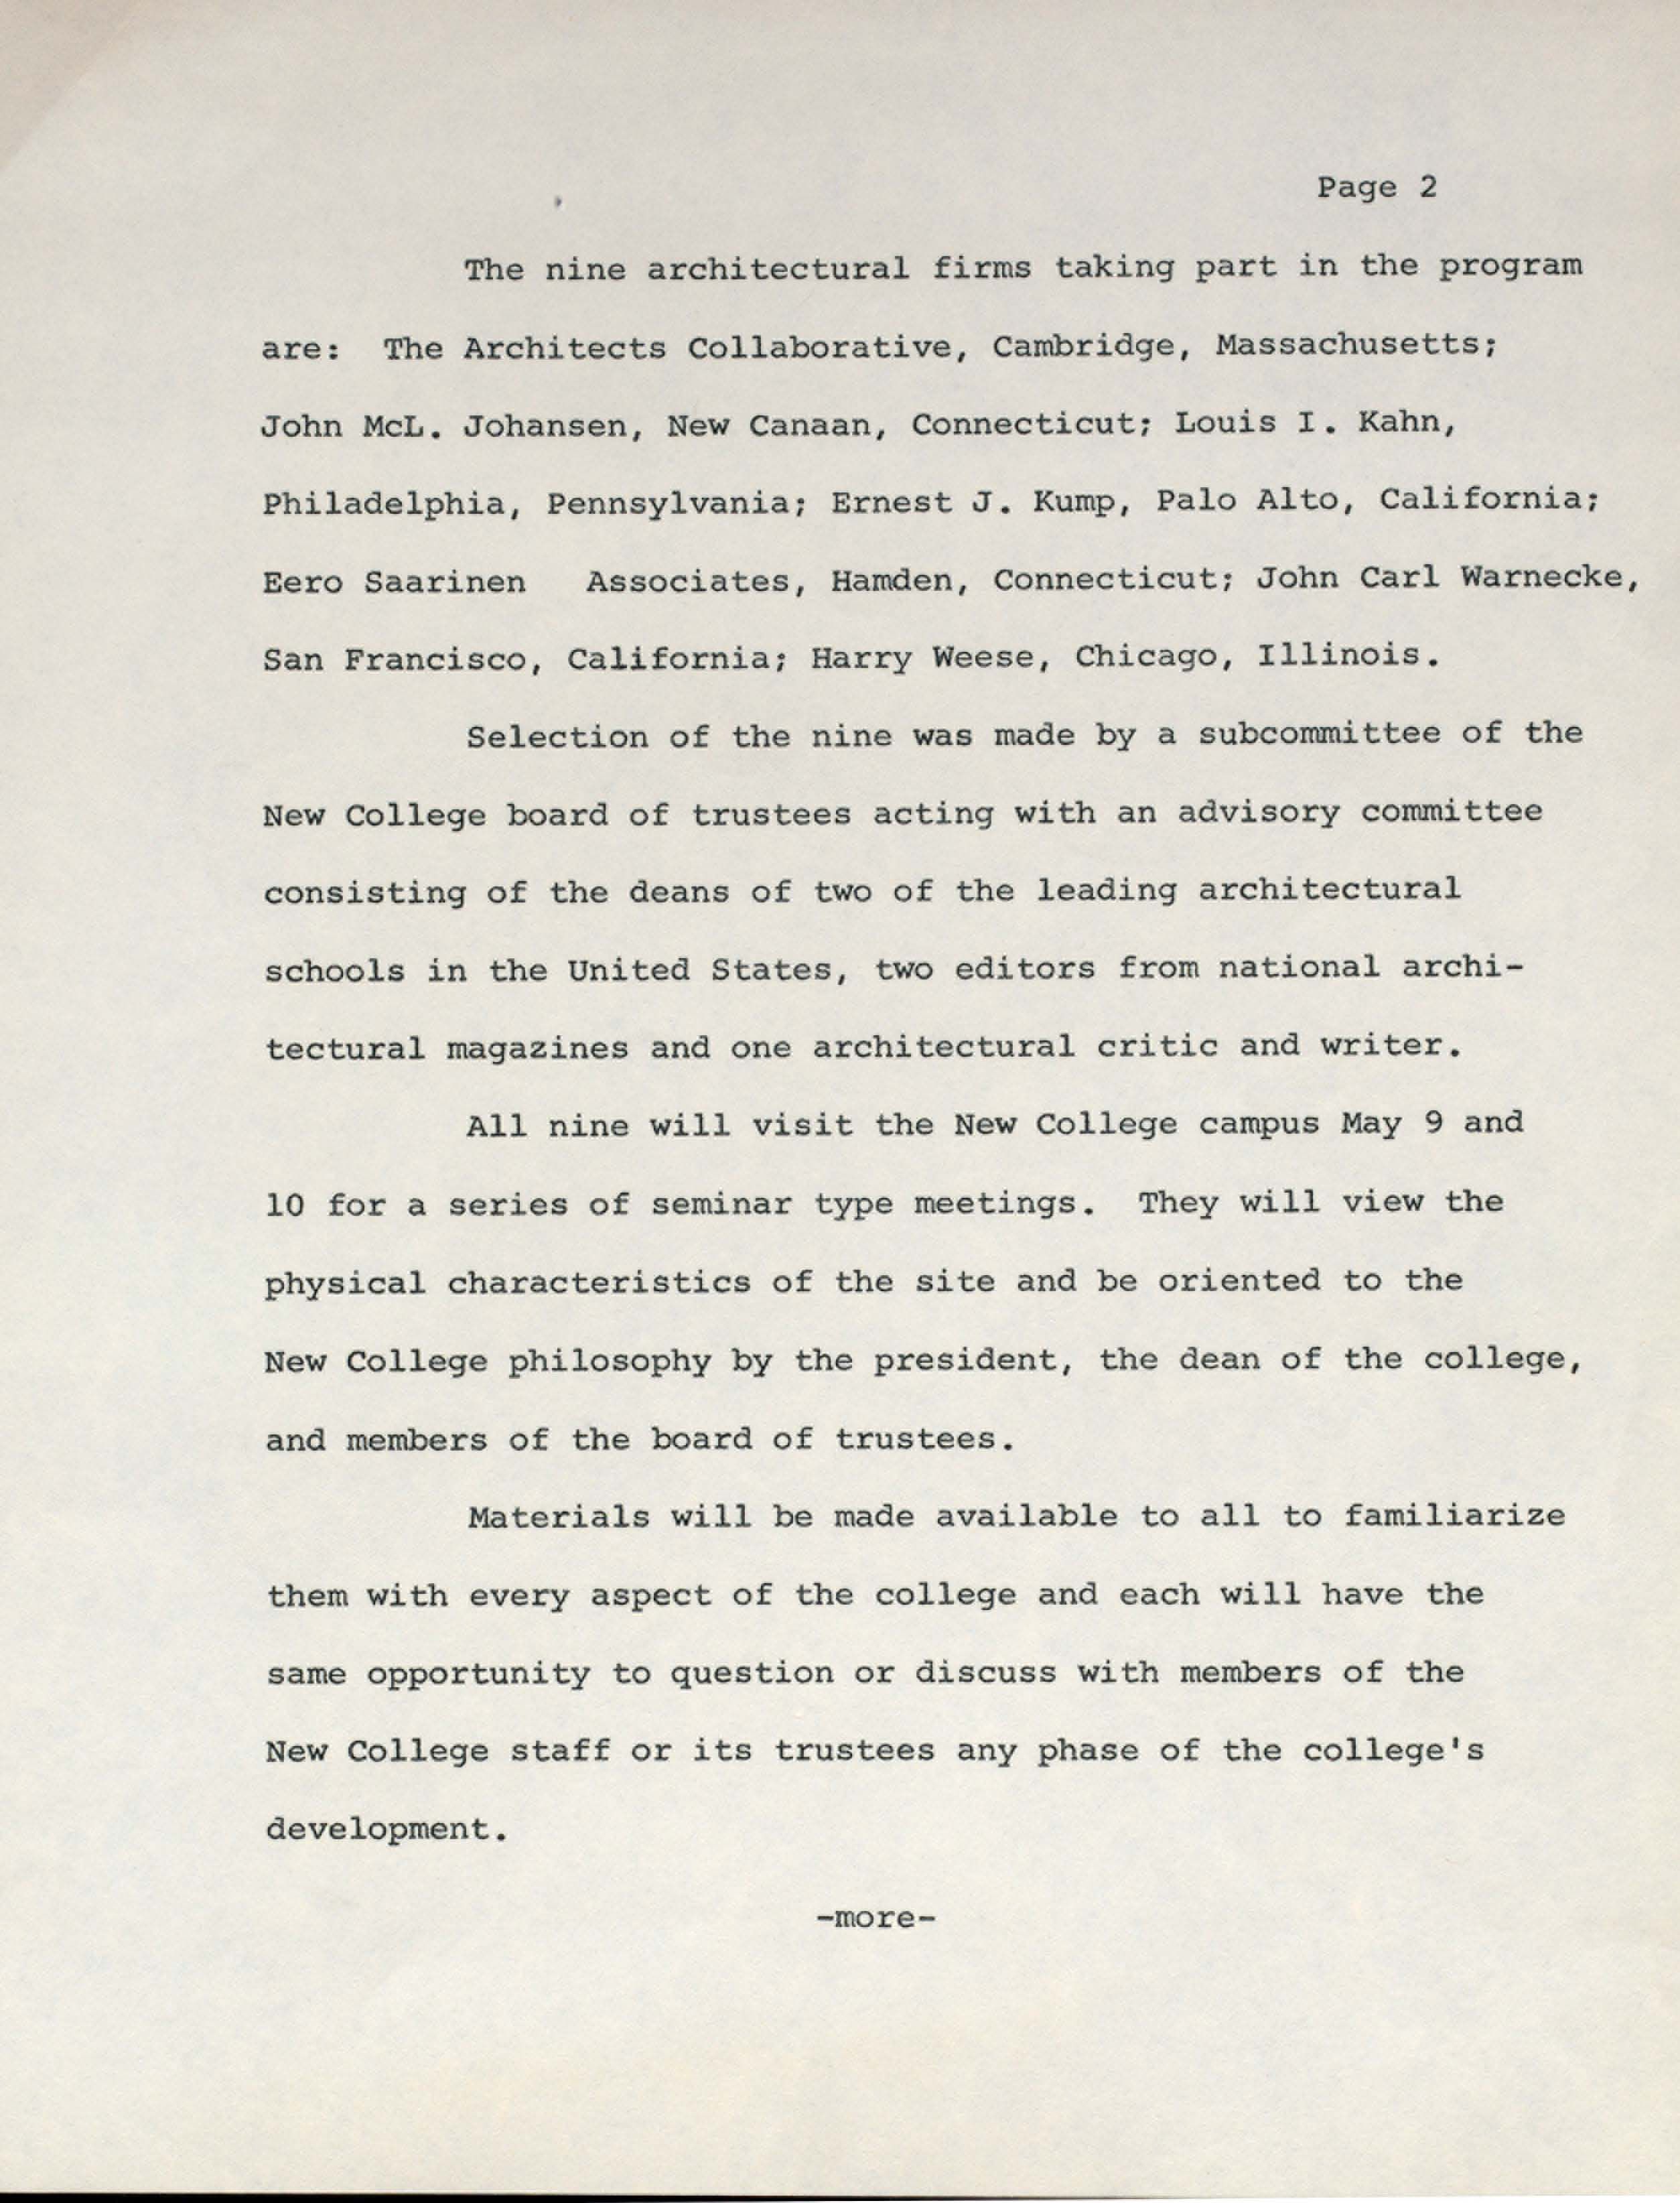 Page 2
The nine architectural firms taking part in the program
are:  The Architects Collaborative, Cambridge, Massachusetts;
John McL. Johansen, New Canaan, Connecticut; Louis I. Kahn,
Philadelphia, Pennsylvania; Ernest J. Kump, Palo Alto, California;
Eero Saarinen   Associates, Hamden, Connecticut; John Carl Warnecke,
San Francisco, California; Harry Weese, Chicago, Illinois.
Selection of the nine was made by a subcommittee of the
New College board of trustees acting with an advisory committee
consisting of the deans of two of the leading architectural
schools in the United States, two editors from national archi-
tectural magazines and one architectural critic and writer.
All nine will visit the New College campus May 9 and
10 for a series of seminar type meetings.  They will view the
physical characteristics of the site and be oriented to the
New College philosophy by the president, the dean of the college,
and members of the board of trustees.
Materials will be made available to all to familiarize
them with every aspect of the college and each will have the
same opportunity to question or discuss with members of the
New College staff or its trustees any phase of the college's
development.
-more-